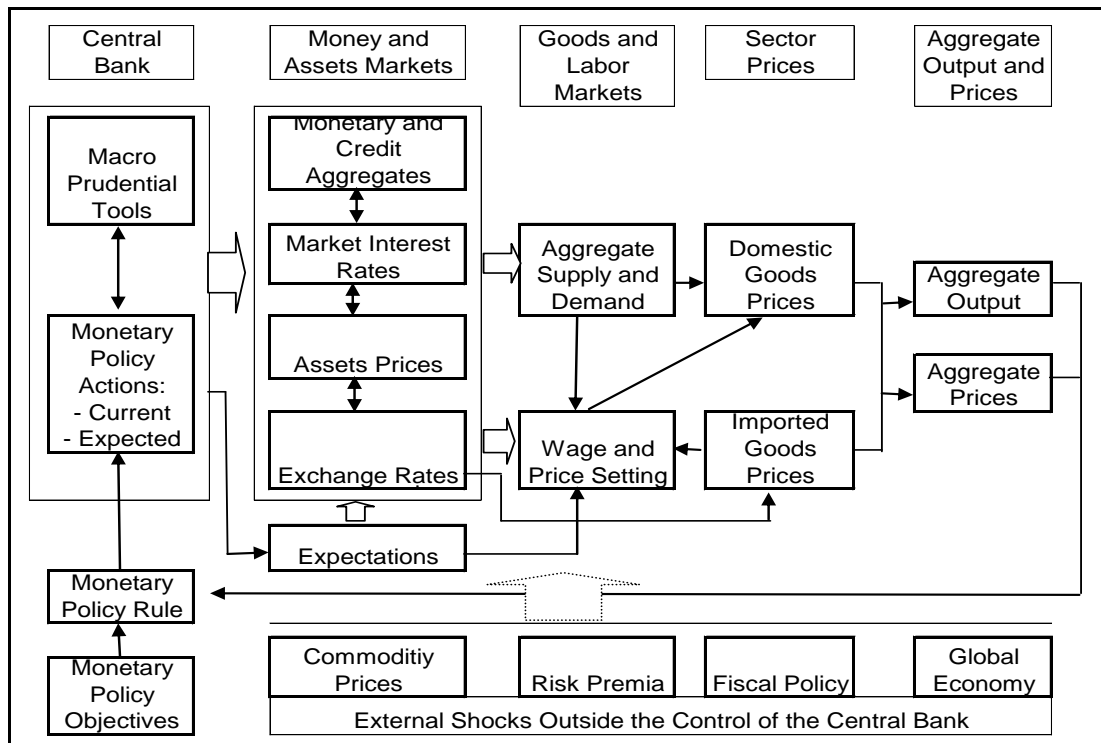 Central
Bank
Money and
Assets Markets
Goods and
Labor
Markets
Sector
Prices
Aggregate
Output and
Prices
Macro
Prudential
Tools
Monetary and
Credit
Aggregates
Market Interest
Rates
Aggregate
Supply and
Demand
Domestic
Goods
Prices
Aggregate
Output
Monetary
Policy
Actions:
- Current
- Expected
Assets Prices
Aggregate
Prices
Exchange Rates
Wage and
Price Setting
Imported
Goods
Prices
Expectations
Monetary
Policy Rule
Monetary
Policy
Objectives
Commoditiy
Prices
Risk Premia
Fiscal Policy
Global
Economy
External Shocks Outside the Control of the Central Bank